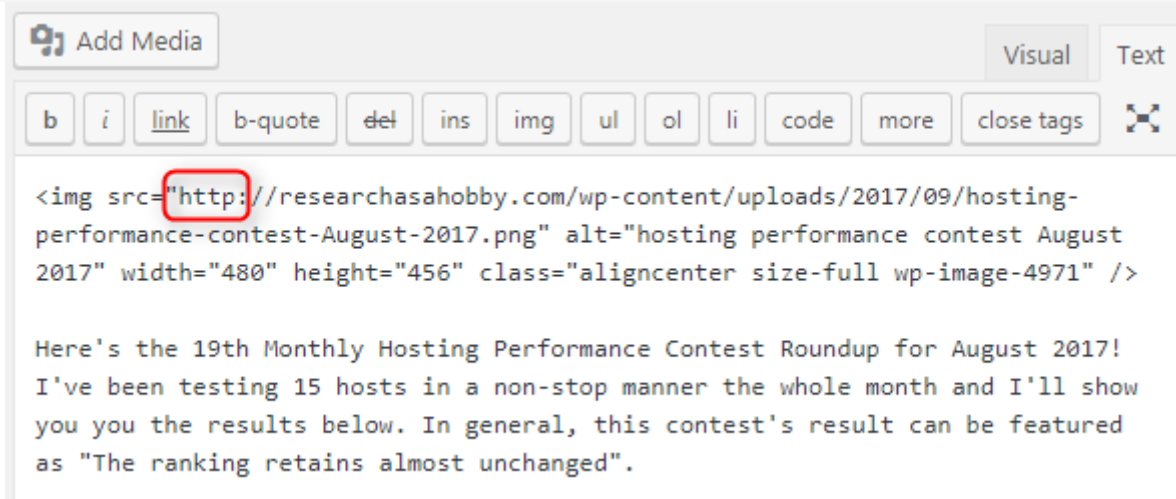 Add Media
Visual Text
b i link b-quote del ins img ul ol li code more close tags
<img src="http://researchasahobby.com/wp-content/uploads/2017/09/hosting-
performance-contest-August-2017.png" alt="hosting performance contest August
2017" width="480" height="456" class="aligncenter size-full wp-image-4971" />
Here's the 19th Monthly Hosting Performance Contest Roundup for August 2017!
I've been testing 15 hosts in a non-stop manner the whole month and I'll show
you you the results below. In general, this contest's result can be featured
as "The ranking retains almost unchanged".